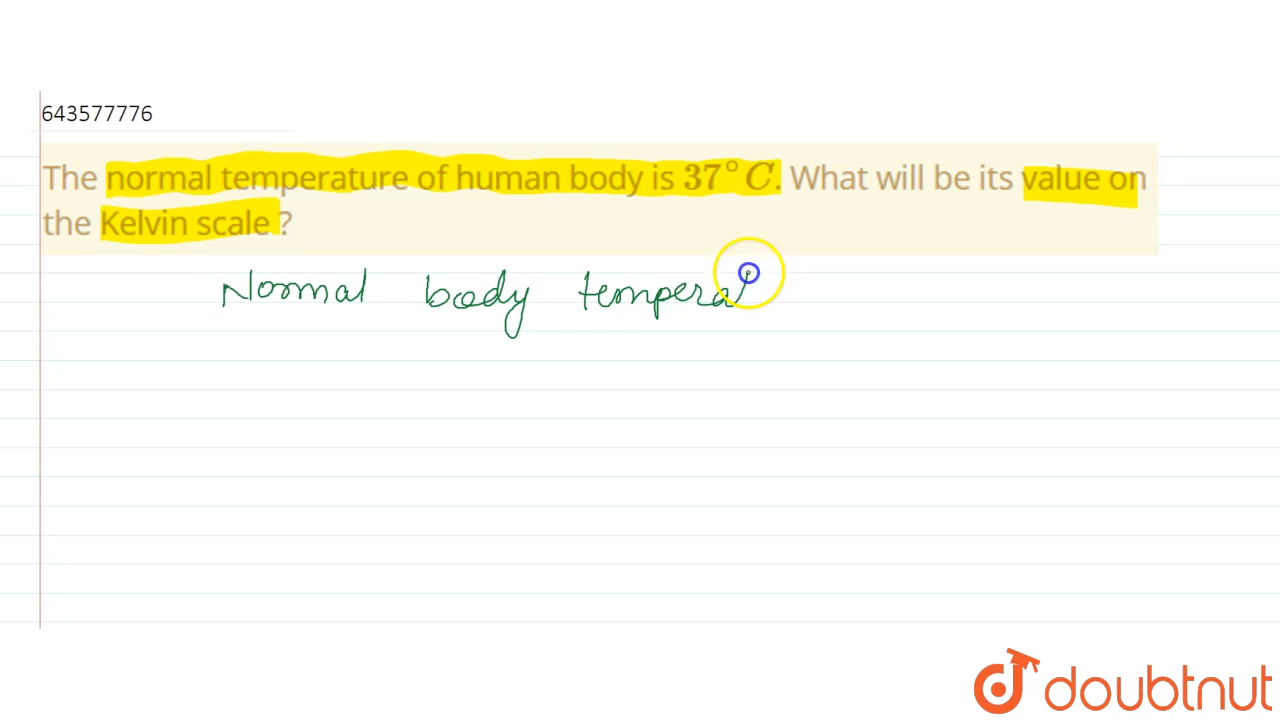 643577776
The normal temperature of human body is 37°C. What will be its value on
the Kelvin scale ?
Normal body tempera
doubtnut